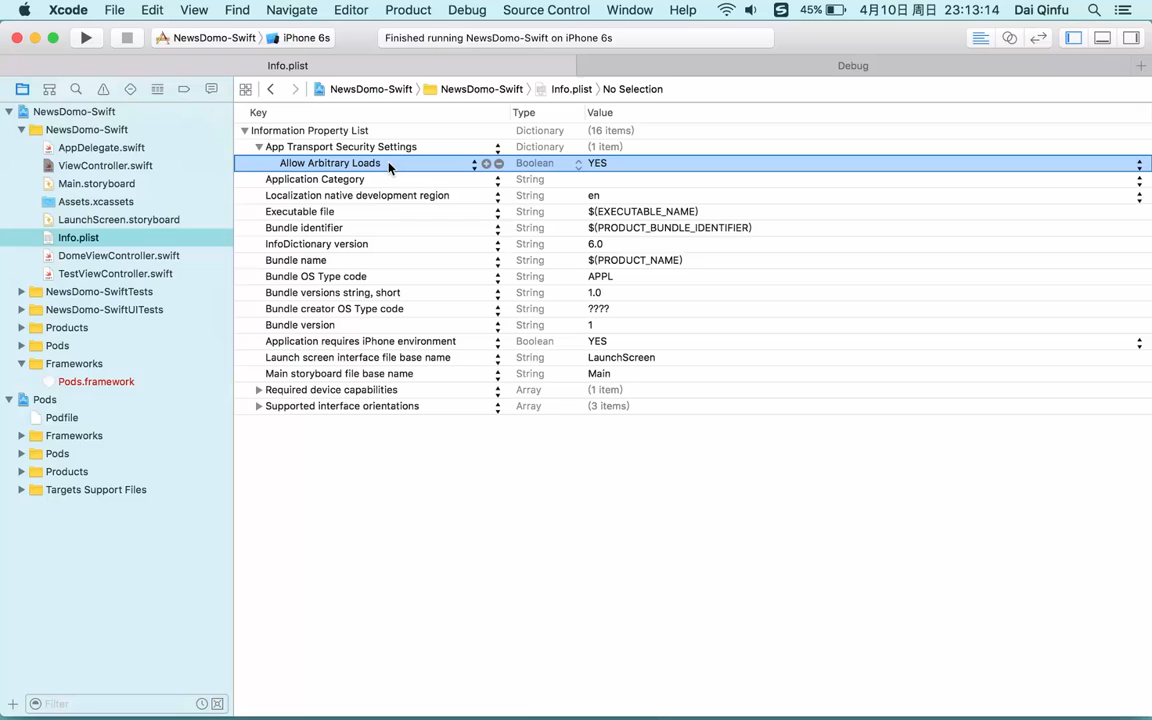 Xcode File Edit View Find Navigate Editor Product Debug Source Control Window Help 45% 4月10日 周日 23:13:14 Dai Qinfu
NewsDomo-Swift iPhone 6s Finished running NewsDomo-Swift on iPhone 6s
Info.plist Debug
NewsDomo-Swift NewsDomo-Swift Info.plist No Selection
NewsDomo-Swift
NewsDomo-Swift
AppDelegate.swift
ViewController.swift
Main.storyboard
Assets.xcassets
LaunchScreen.storyboard
Info.plist
DomeViewController.swift
TestViewController.swift
NewsDomo-SwiftTests
NewsDomo-SwiftUITests
Products
Pods
Frameworks
Pods.framework
Pods
Podfile
Frameworks
Pods
Products
Targets Support Files
Filter
Key Type Value
Information Property List Dictionary (16 items)
App Transport Security Settings Dictionary (1 item)
Allow Arbitrary Loads Boolean YES
Application Category String
Localization native development region String en
Executable file String $(EXECUTABLE_NAME)
Bundle identifier String $(PRODUCT_BUNDLE_IDENTIFIER)
InfoDictionary version String 6.0
Bundle name String $(PRODUCT_NAME)
Bundle OS Type code String APPL
Bundle versions string, short String 1.0
Bundle creator OS Type code String ????
Bundle version String 1
Application requires iPhone environment Boolean YES
Launch screen interface file base name String LaunchScreen
Main storyboard file base name String Main
Required device capabilities Array (1 item)
Supported interface orientations Array (3 items)